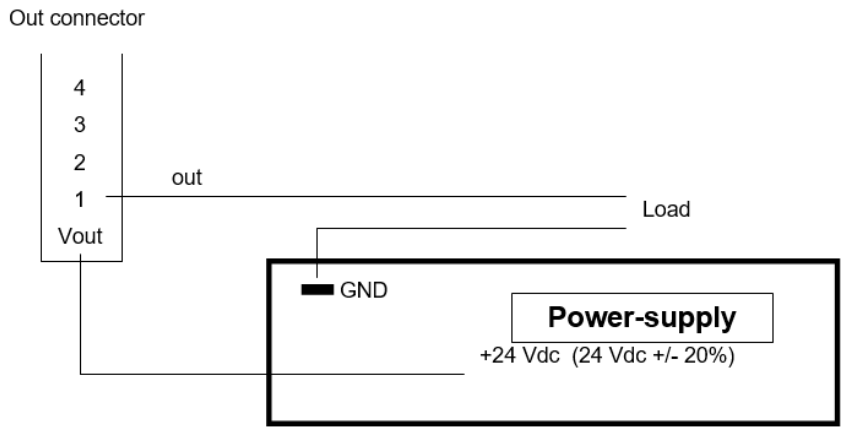 Out connector
4
3
2
1
out
Load
Vout
GND
Power-supply
+24 Vdc (24 Vdc +/- 20%)